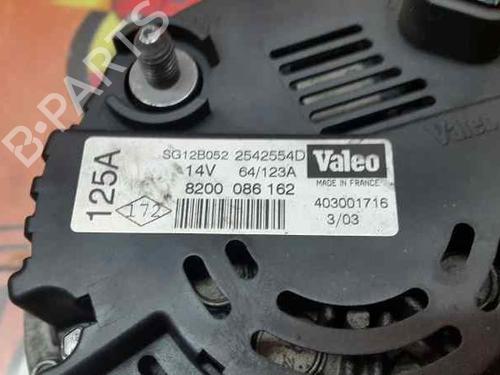 B-PARTS
125A
SG12B052 2542554D
14V 64/123A
8200 086 162
172
Valeo
MADE IN FRANCE
403001716
3/03